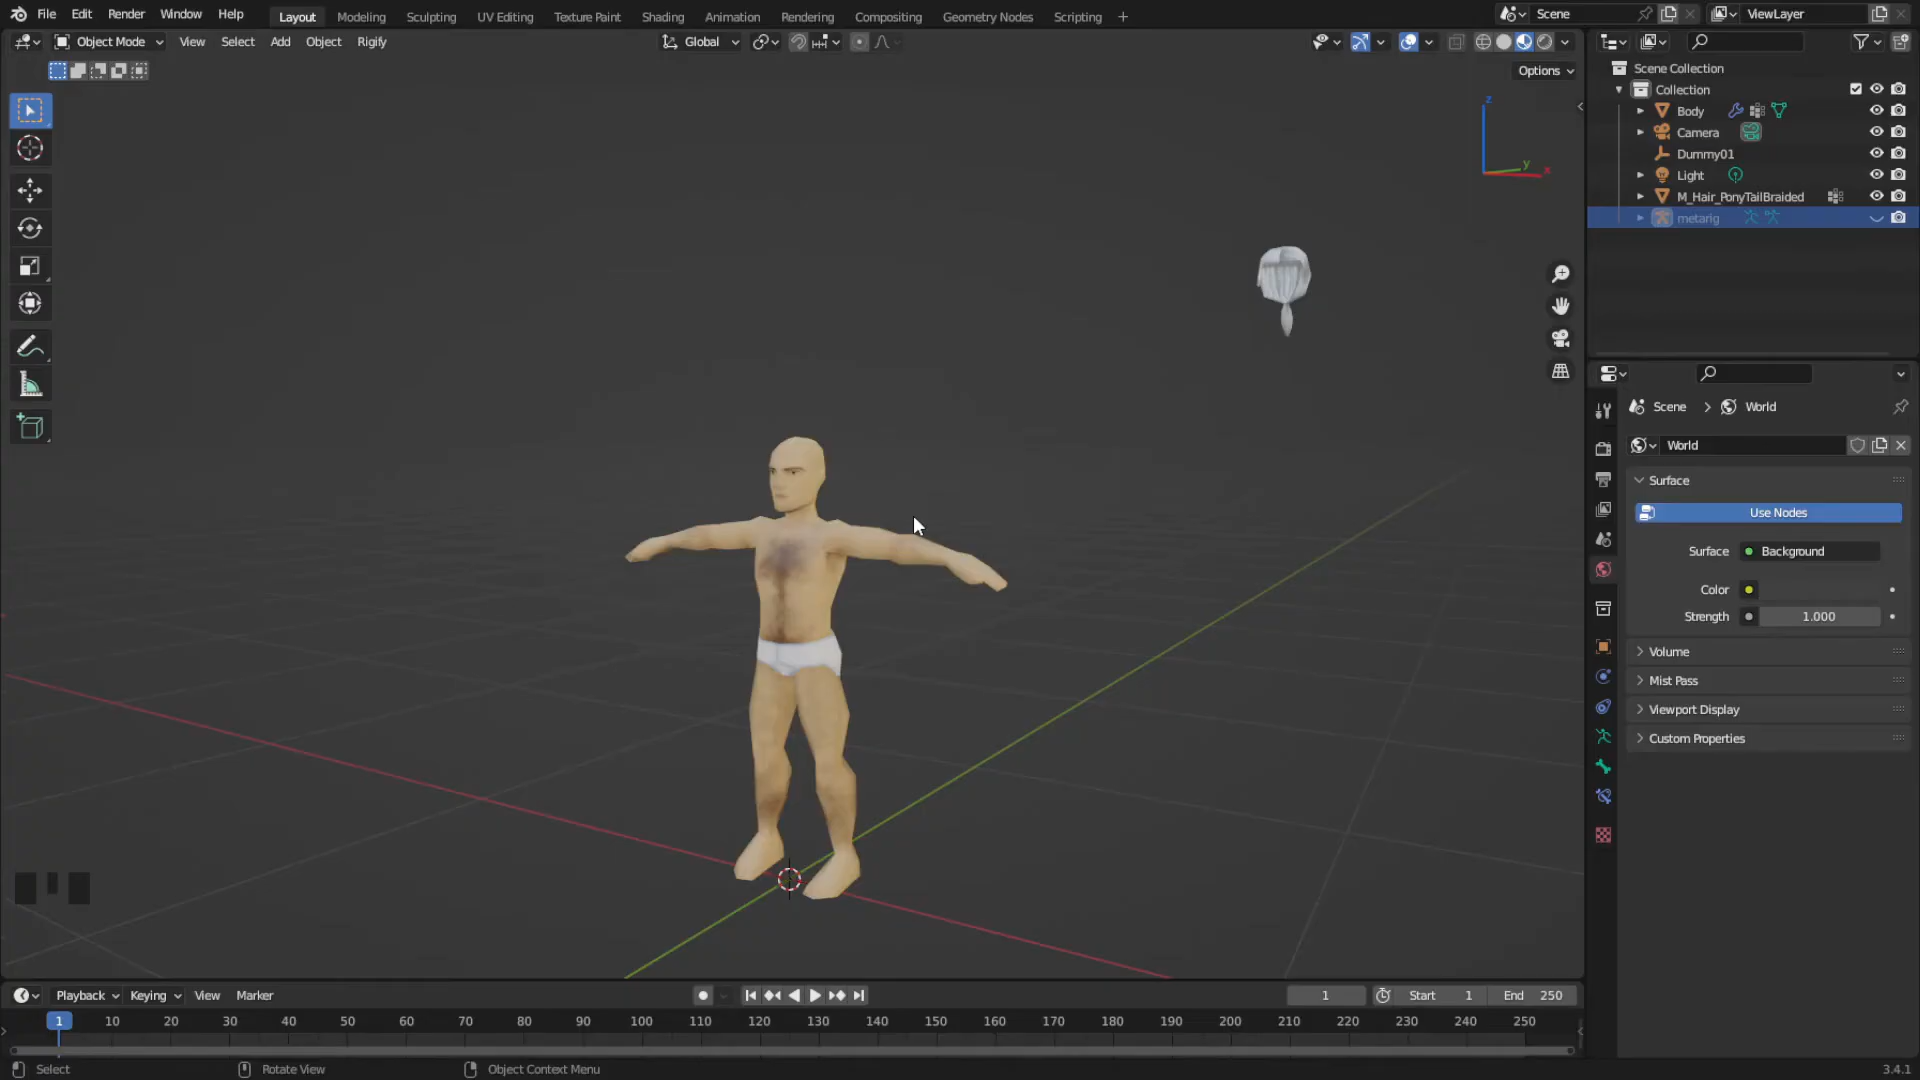 File Edit Render Window Help Layout Modeling Sculpting UV Editing Texture Paint Shading Animation Rendering Compositing Geometry Nodes Scripting + Scene ViewLayer
Object Mode View Select Add Object Rigify Global
Options
Scene Collection
Collection
Body
Camera
Dummy01
Light
M_Hair_PonyTailBraided
metarig
z
y
x
Scene > World
World
Surface
Use Nodes
Surface Background
Color
Strength 1.000
Volume
Mist Pass
Viewport Display
Custom Properties
Playback Keying View Marker 1 Start 1 End 250
1 10 20 30 40 50 60 70 80 90 100 110 120 130 140 150 160 170 180 190 200 210 220 230 240 250
Select Rotate View Object Context Menu 3.4.1